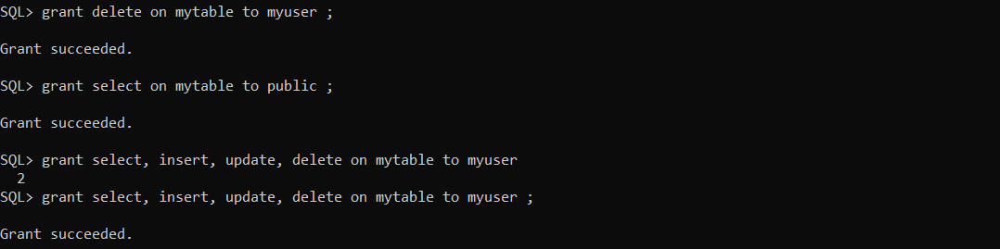 SQL> grant delete on mytable to myuser ;
Grant succeeded.
SQL> grant select on mytable to public ;
Grant succeeded.
SQL> grant select, insert, update, delete on mytable to myuser
2
SQL> grant select, insert, update, delete on mytable to myuser ;
Grant succeeded.